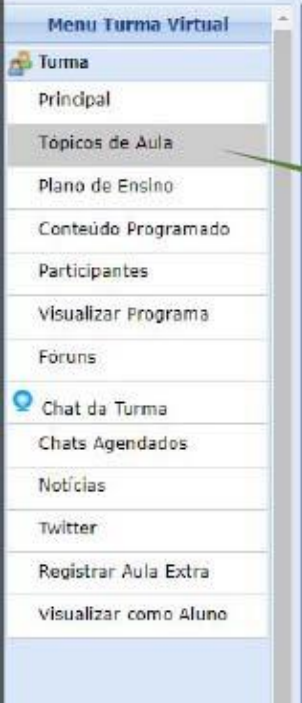 Menu Turma Virtual
Turma
Principal
Tópicos de Aula
Plano de Ensino
Conteúdo Programado
Participantes
Visualizar Programa
Fóruns
Chat da Turma
Chats Agendados
Notícias
Twitter
Registrar Aula Extra
Visualizar como Aluno